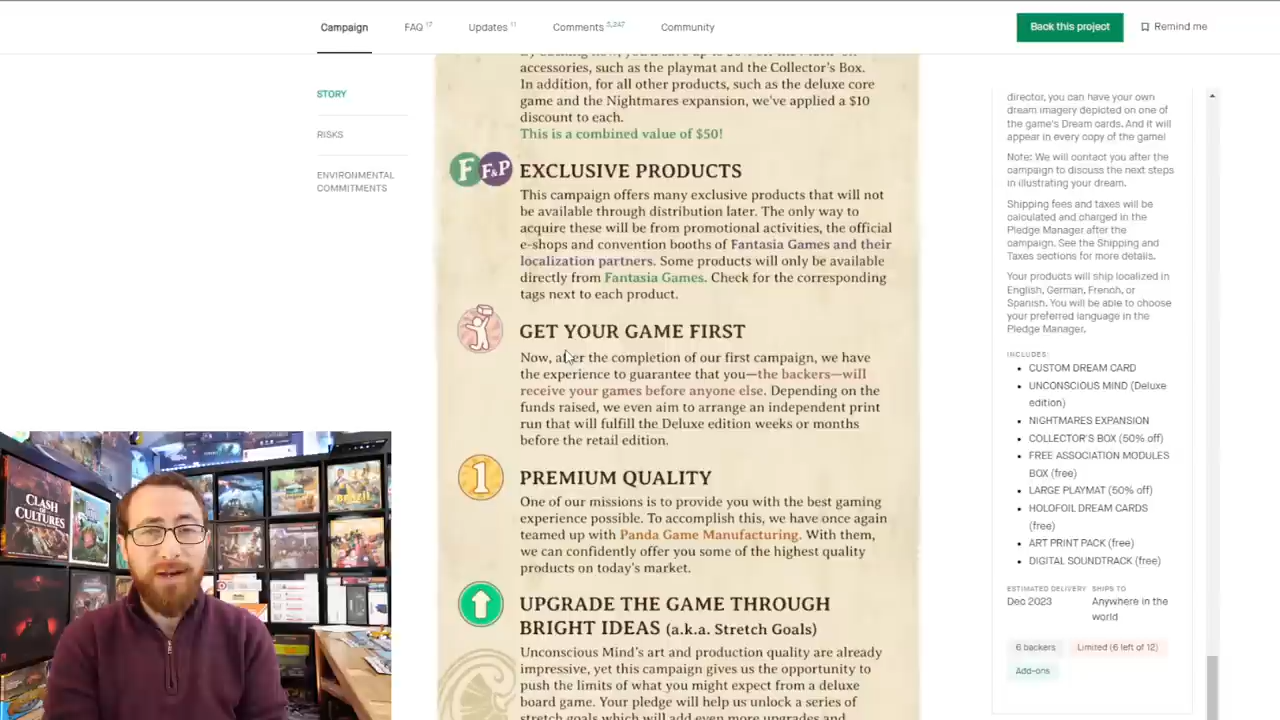 Campaign
FAQ 17
Updates 11
Comments 5,247
Community
Back this project
Remind me
STORY
RISKS
ENVIRONMENTAL
COMMITMENTS
accessories, such as the playmat and the Collector's Box.
In addition, for all other products, such as the deluxe core
game and the Nightmares expansion, we've applied a $10
discount to each.
This is a combined value of $50!
F F&P EXCLUSIVE PRODUCTS
This campaign offers many exclusive products that will not
be available through distribution later. The only way to
acquire these will be from promotional activities, the official
e-shops and convention booths of Fantasia Games and their
localization partners. Some products will only be available
directly from Fantasia Games. Check for the corresponding
tags next to each product.
GET YOUR GAME FIRST
Now, after the completion of our first campaign, we have
the experience to guarantee that you—the backers—will
receive your games before anyone else. Depending on the
funds raised, we even aim to arrange an independent print
run that will fulfill the Deluxe edition weeks or months
before the retail edition.
1 PREMIUM QUALITY
One of our missions is to provide you with the best gaming
experience possible. To accomplish this, we have once again
teamed up with Panda Game Manufacturing. With them,
we can confidently offer you some of the highest quality
products on today's market.
UPGRADE THE GAME THROUGH
BRIGHT IDEAS (a.k.a. Stretch Goals)
Unconscious Mind's art and production quality are already
impressive, yet this campaign gives us the opportunity to
push the limits of what you might expect from a deluxe
board game. Your pledge will help us unlock a series of
stretch goals which will add even more upgrades and
director, you can have your own
dream imagery depicted on one of
the game's Dream cards. And it will
appear in every copy of the game!
Note: We will contact you after the
campaign to discuss the next steps
in illustrating your dream.
Shipping fees and taxes will be
calculated and charged in the
Pledge Manager after the
campaign. See the Shipping and
Taxes sections for more details.
Your products will ship localized in
English, German, French, or
Spanish. You will be able to choose
your preferred language in the
Pledge Manager.
INCLUDES:
CUSTOM DREAM CARD
UNCONSCIOUS MIND (Deluxe
edition)
NIGHTMARES EXPANSION
COLLECTOR'S BOX (50% off)
FREE ASSOCIATION MODULES
BOX (free)
LARGE PLAYMAT (50% off)
HOLOFOIL DREAM CARDS
(free)
ART PRINT PACK (free)
DIGITAL SOUNDTRACK (free)
ESTIMATED DELIVERY
Dec 2023
SHIPS TO
Anywhere in the
world
6 backers
Limited (6 left of 12)
Add-ons
CLASH
OF
CULTURES
BRAZIL